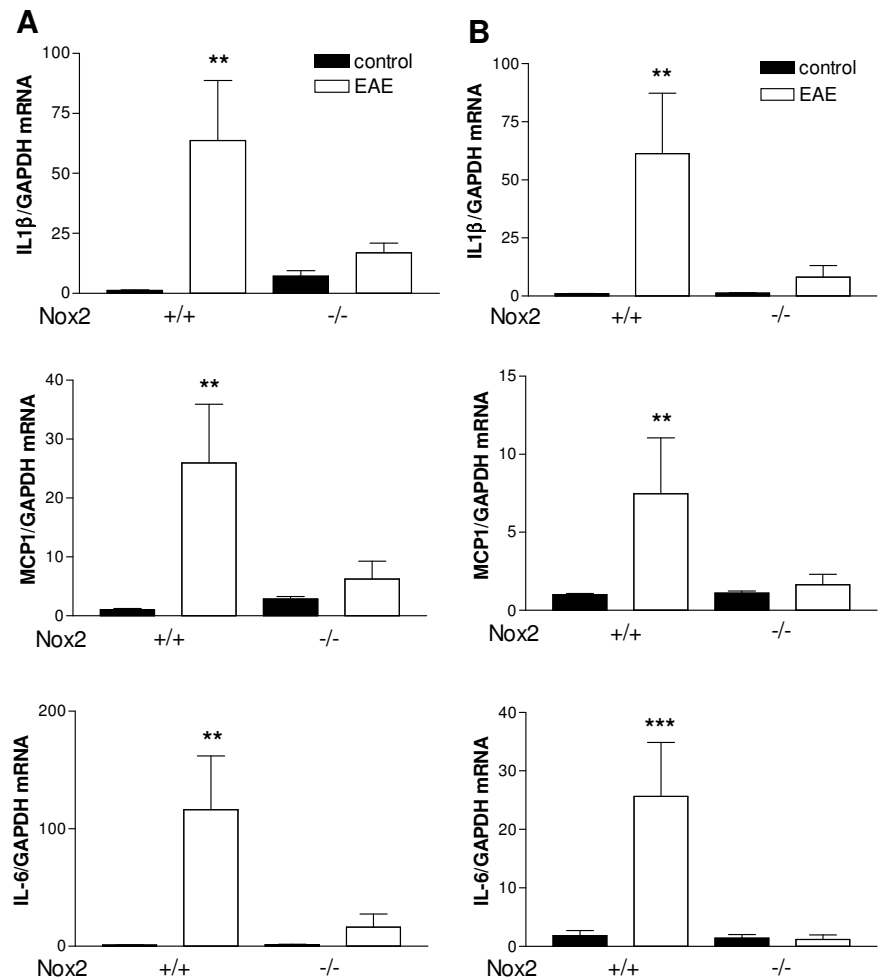 A
IL1β/GAPDH mRNA
100
75
50
25
0
**
control
EAE
Nox2 +/+ -/-
MCP1/GAPDH mRNA
40
30
20
10
0
**
Nox2 +/+ -/-
IL-6/GAPDH mRNA
200
100
0
**
Nox2 +/+ -/-
B
IL1β/GAPDH mRNA
100
75
50
25
0
**
control
EAE
Nox2 +/+ -/-
MCP1/GAPDH mRNA
15
10
5
0
**
Nox2 +/+ -/-
IL-6/GAPDH mRNA
40
30
20
10
0
***
Nox2 +/+ -/-